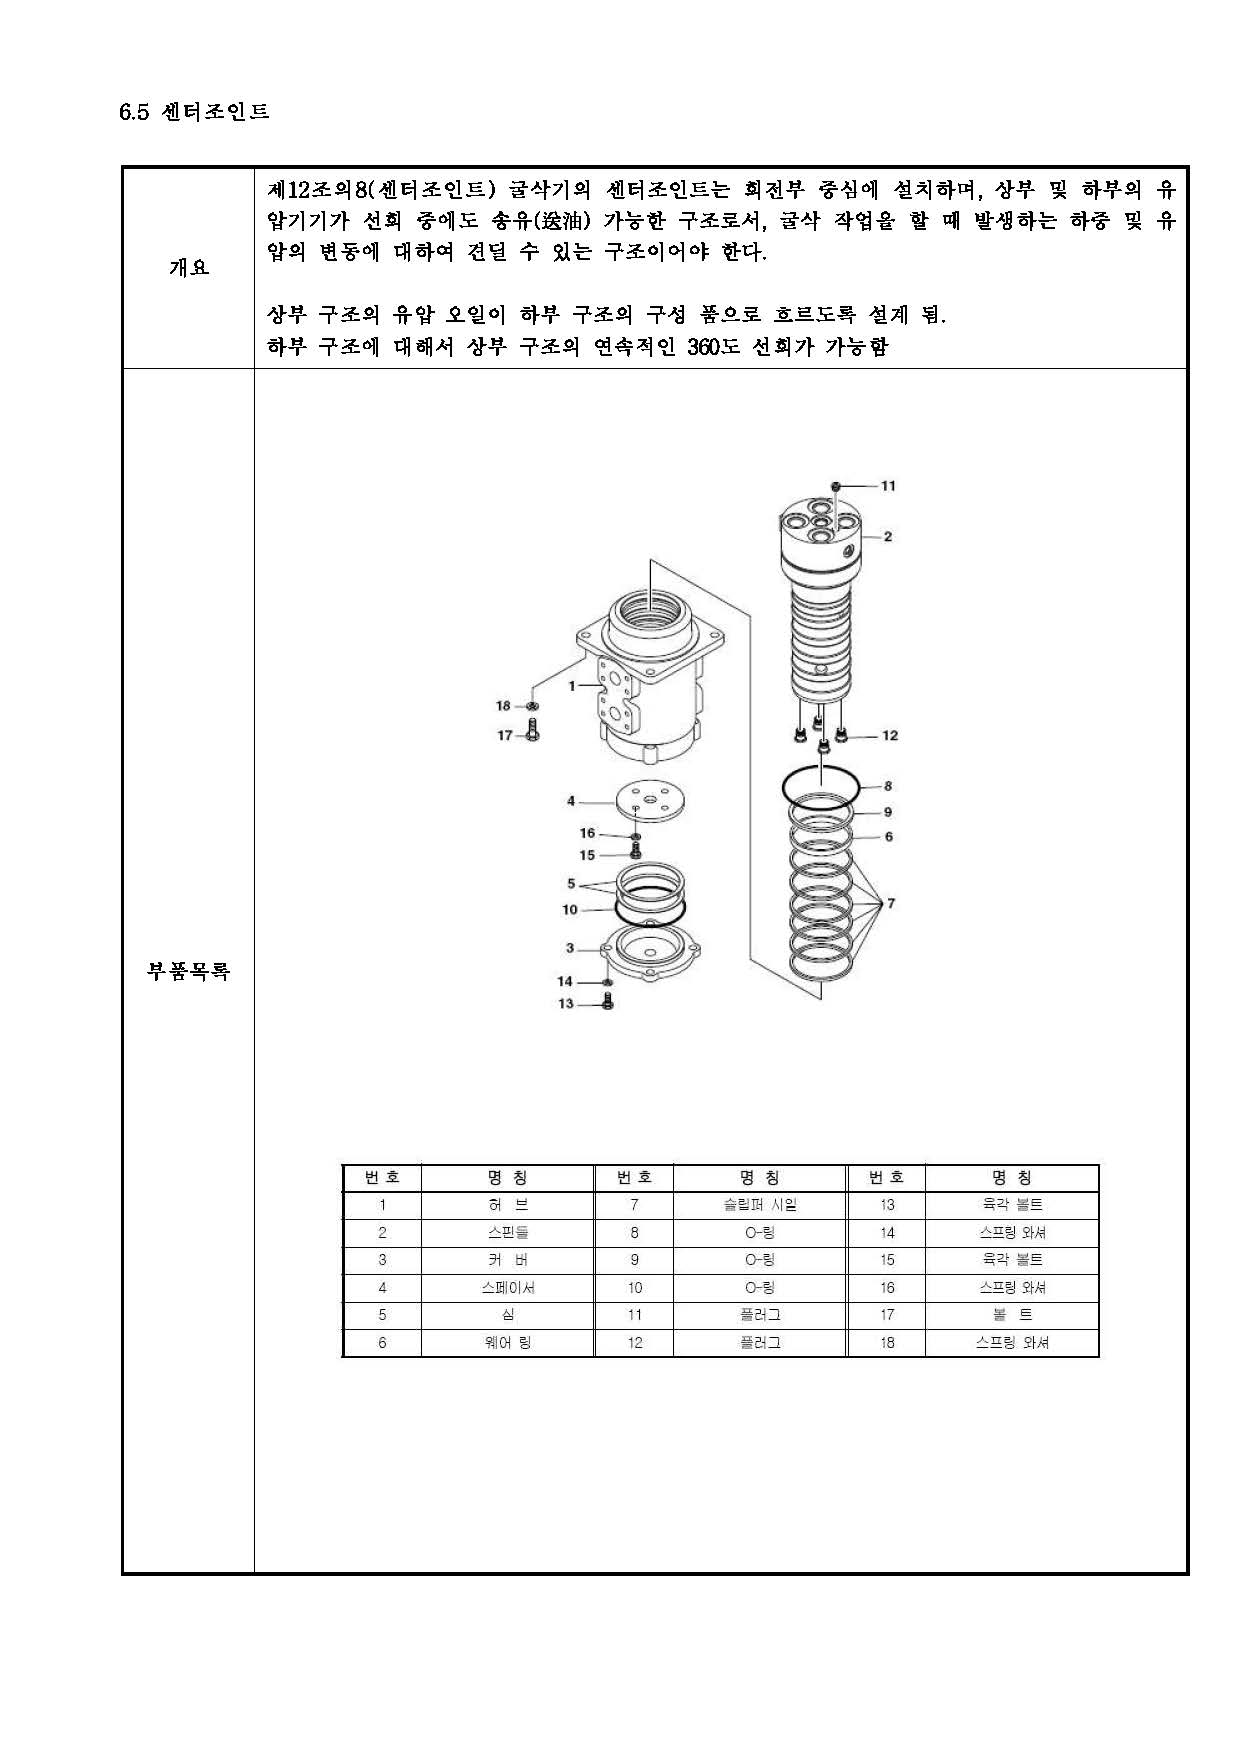 6.5 센터조인트
개요
제12조의8(센터조인트) 굴삭기의 센터조인트는 회전부 중심에 설치하며, 상부 및 하부의 유
압기기가 선회 중에도 송유(送油) 가능한 구조로서, 굴삭 작업을 할 때 발생하는 하중 및 유
압의 변동에 대하여 견딜 수 있는 구조이어야 한다.
상부 구조의 유압 오일이 하부 구조의 구성 품으로 흐르도록 설계 됨.
하부 구조에 대해서 상부 구조의 연속적인 360도 선회가 가능함
부품목록
11
2
1
18
17
12
8
4
9
16
6
15
5
7
10
3
14
13
번 호 명 칭 번 호 명 칭 번 호 명 칭
1 허 브 7 슬립퍼 시일 13 육각 볼트
2 스핀들 8 O-링 14 스프링 와셔
3 커 버 9 O-링 15 육각 볼트
4 스페이서 10 O-링 16 스프링 와셔
5 심 11 플러그 17 볼 트
6 웨어 링 12 플러그 18 스프링 와셔